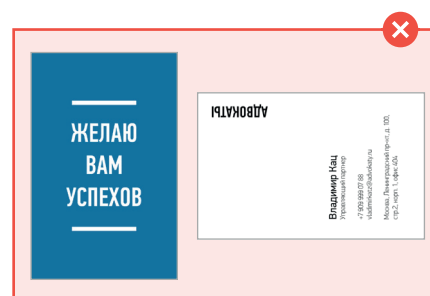 ЖЕЛАЮ
ВАМ
УСПЕХОВ
АДВОКАТЫ
Владимир Кац
Управляющий партнер
+7 909 999 07 88
vladimirkatz@advokaty.ru
Москва, Ленинградский пр-кт, д. 100,
стр.2, корп. 1, офис 404